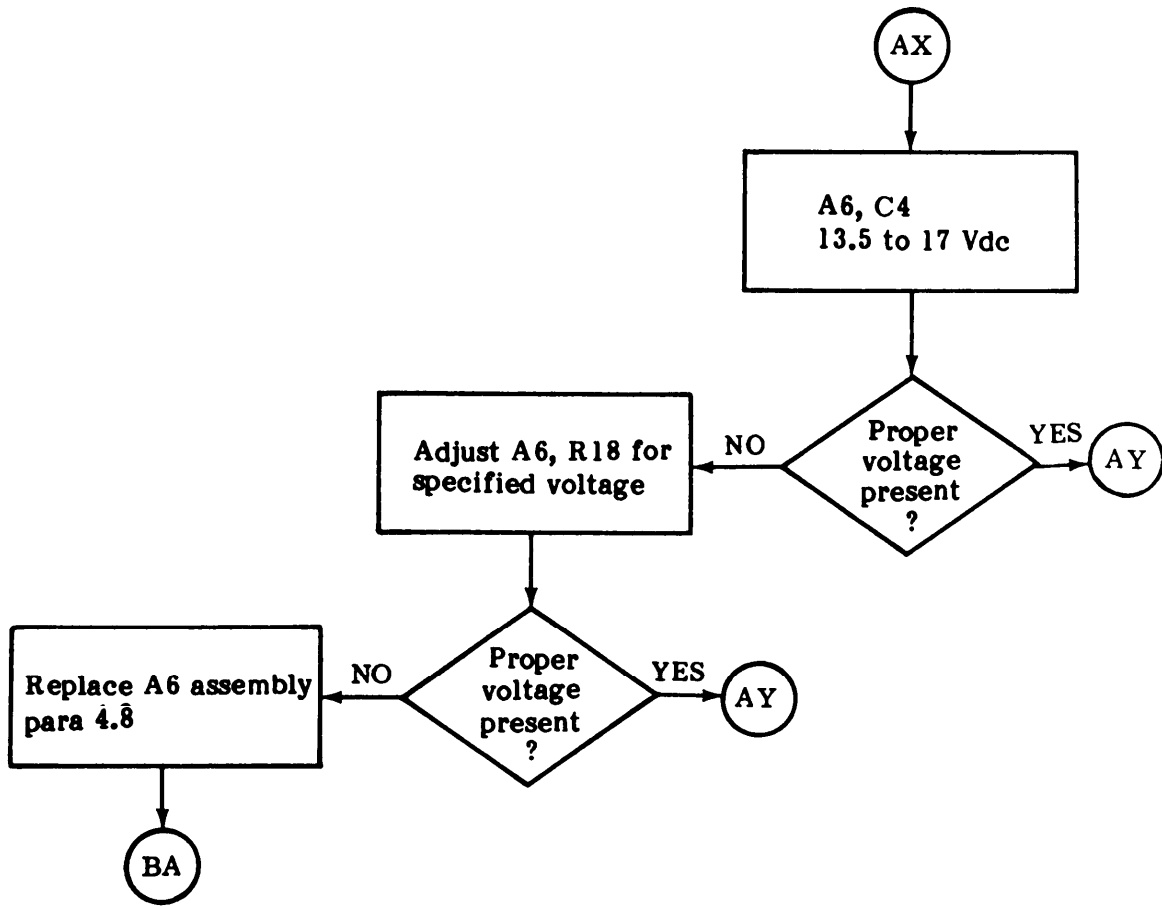 AX
A6, C4
13.5 to 17 Vdc
Proper
voltage
present
?
YES
AY
NO
Adjust A6, R18 for
specified voltage
Proper
voltage
present
?
YES
AY
NO
Replace A6 assembly
para 4.8
BA